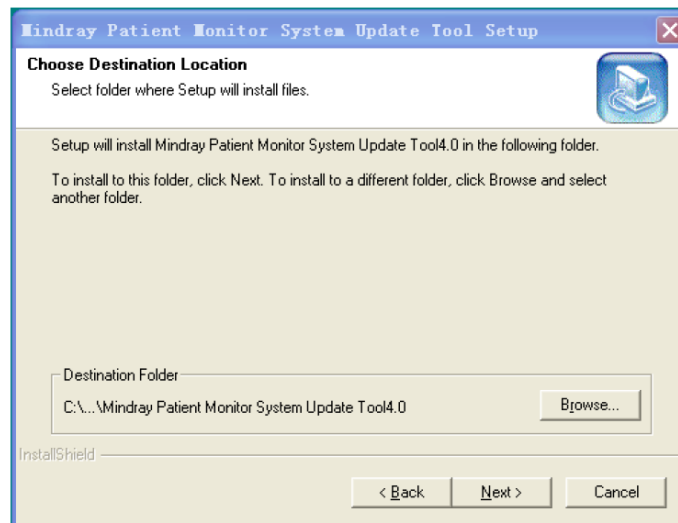 Mindray Patient Monitor System Update Tool Setup
Choose Destination Location
Select folder where Setup will install files.
Setup will install Mindray Patient Monitor System Update Tool4.0 in the following folder.
To install to this folder, click Next. To install to a different folder, click Browse and select
another folder.
Destination Folder
C:\...\Mindray Patient Monitor System Update Tool4.0
Browse...
InstallShield
< Back
Next >
Cancel